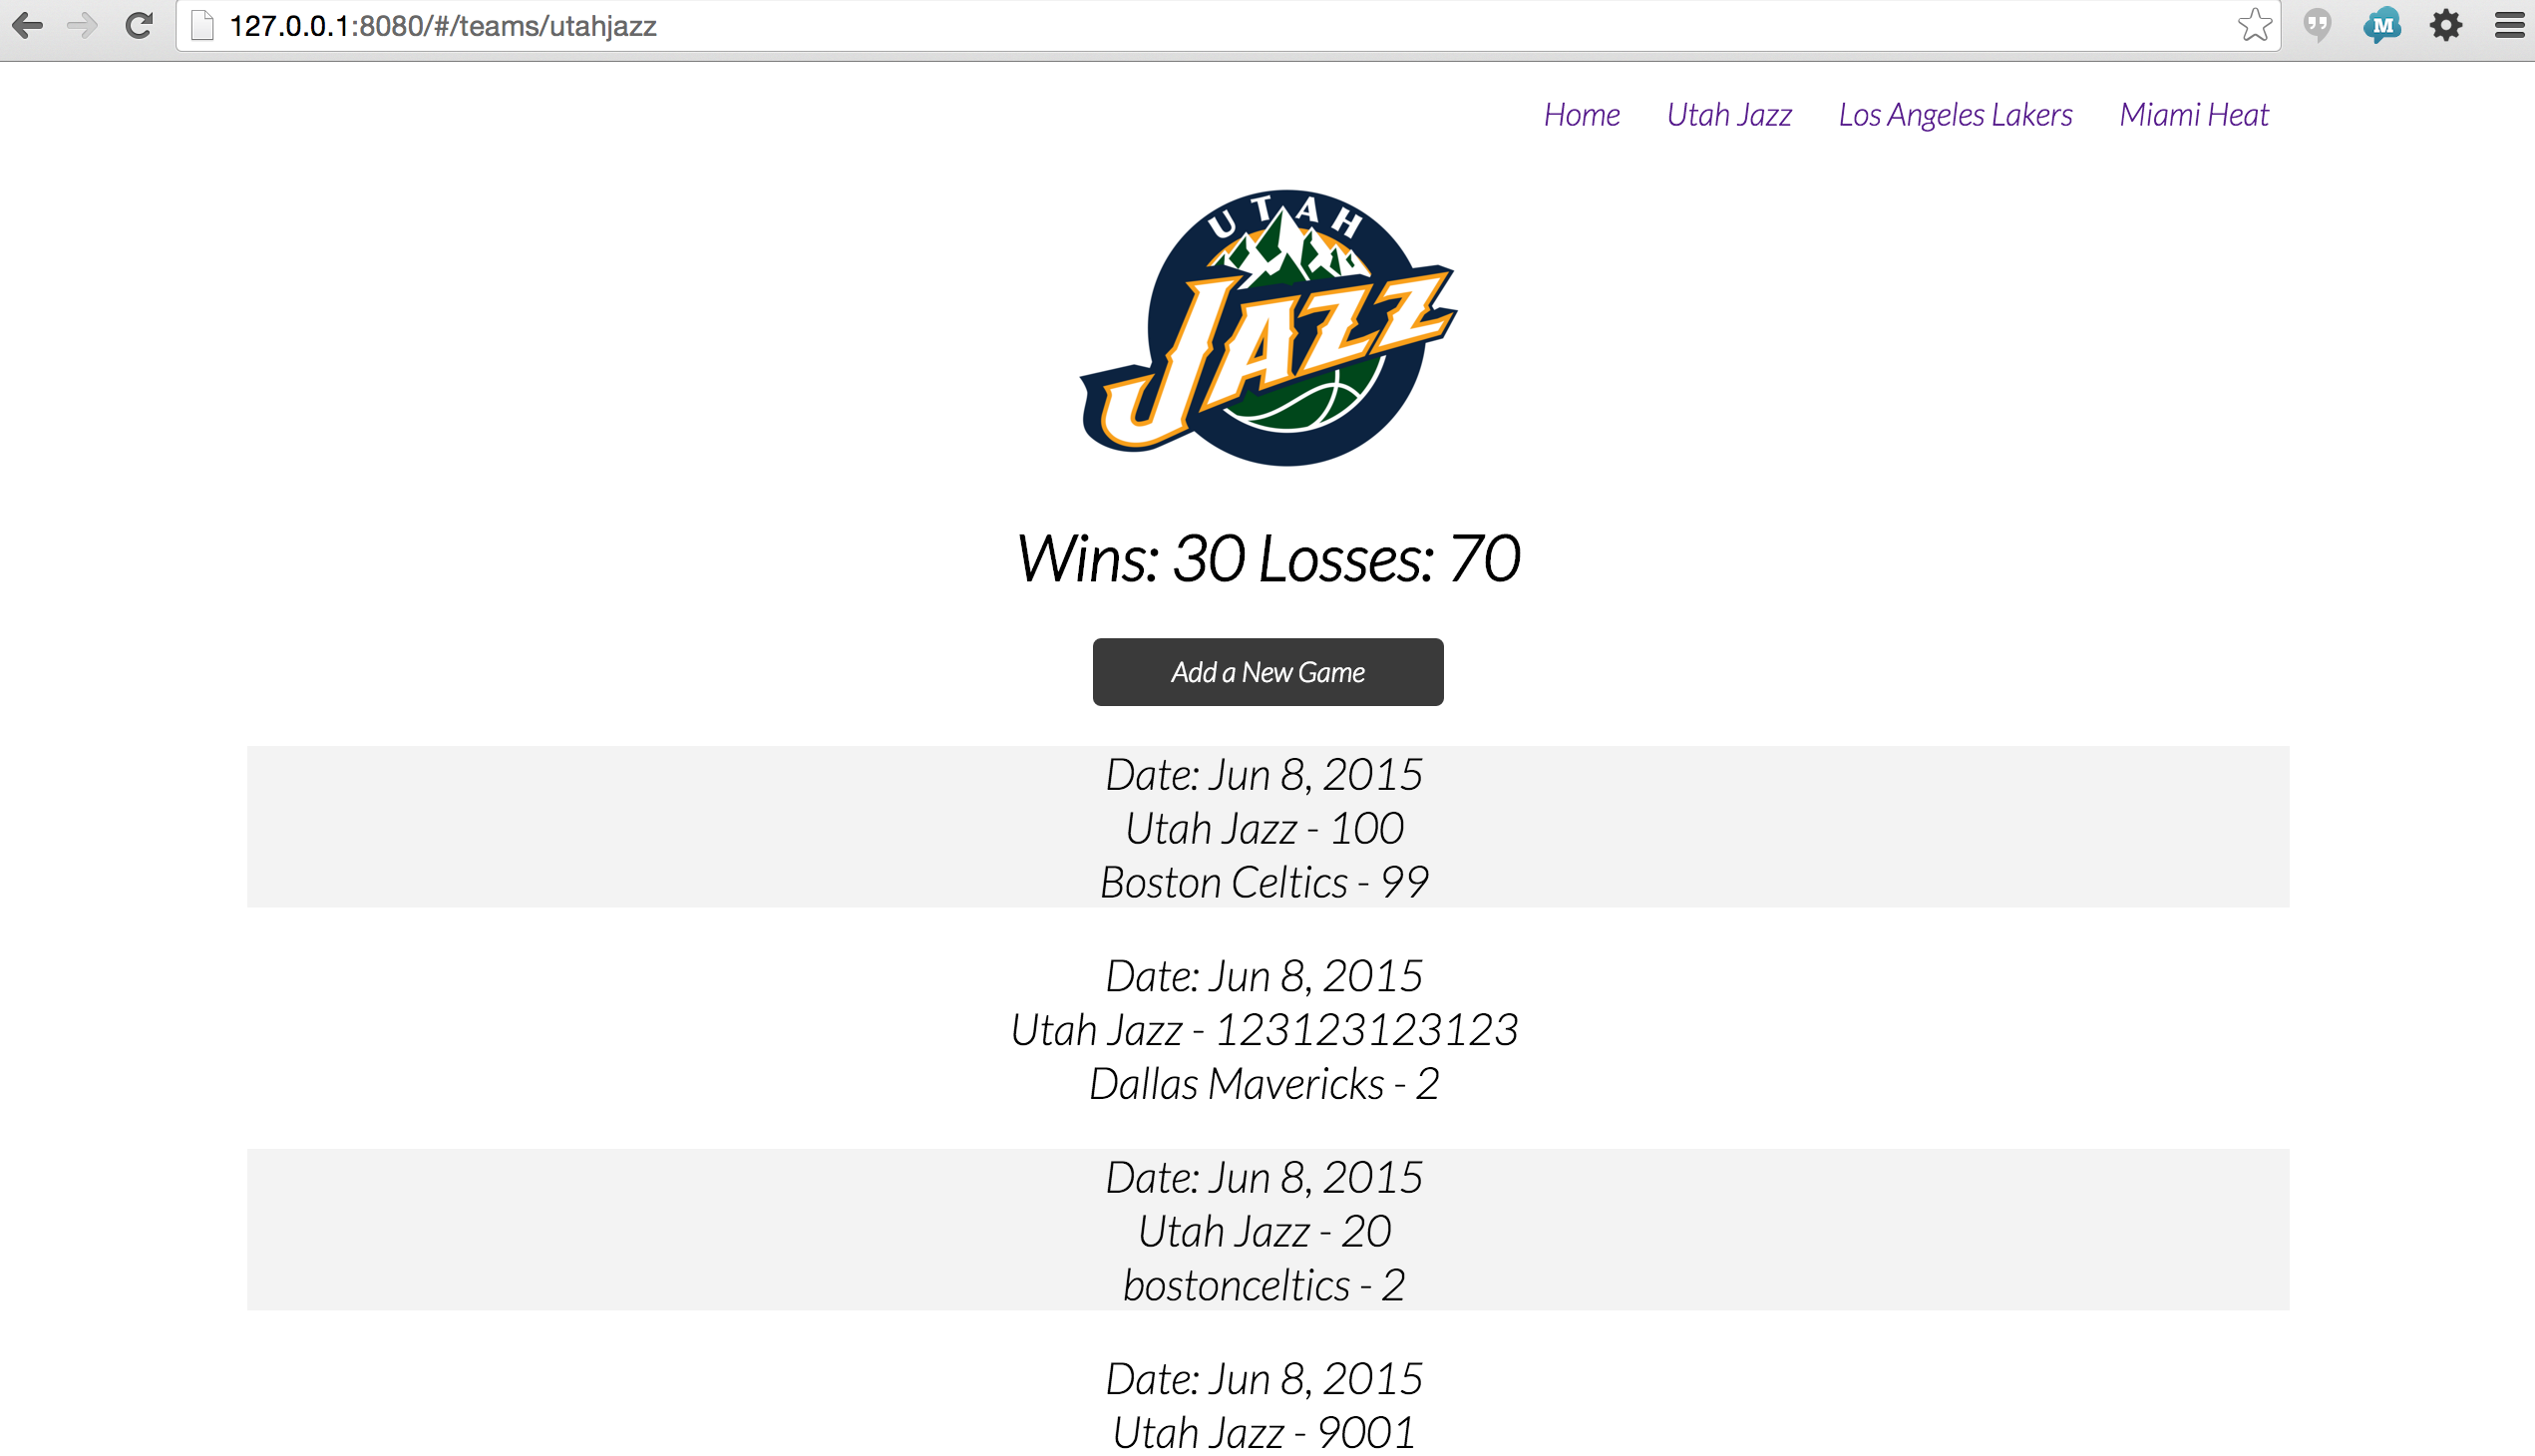 127.0.0.1:8080/#/teams/utahjazz
M
Home Utah Jazz Los Angeles Lakers Miami Heat
UTAH
JAZZ
Wins: 30 Losses: 70
Add a New Game
Date: Jun 8, 2015
Utah Jazz - 100
Boston Celtics - 99
Date: Jun 8, 2015
Utah Jazz - 123123123123
Dallas Mavericks - 2
Date: Jun 8, 2015
Utah Jazz - 20
bostonceltics - 2
Date: Jun 8, 2015
Utah Jazz - 9001